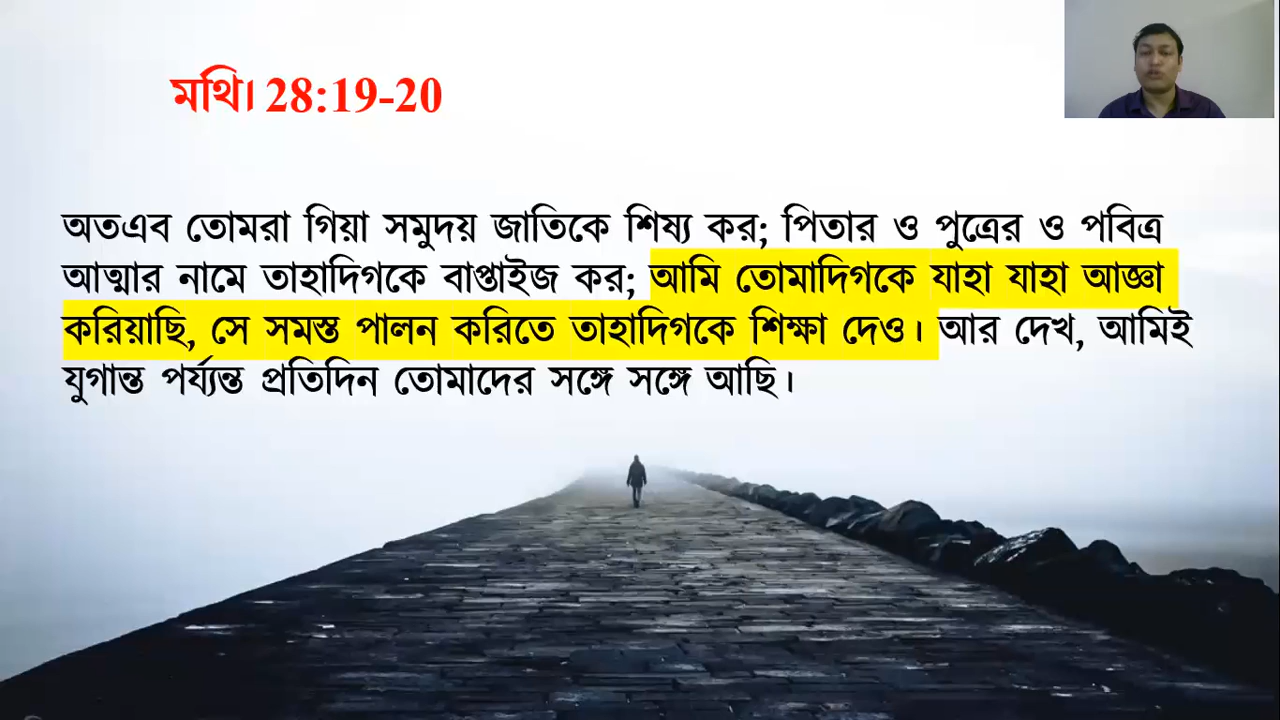 মথি। 28:19-20
অতএব তোমরা গিয়া সমুদয় জাতিকে শিষ্য কর; পিতার ও পুত্রের ও পবিত্র
আত্মার নামে তাহাদিগকে বাপ্তাইজ কর; আমি তোমাদিগকে যাহা যাহা আজ্ঞা
করিয়াছি, সে সমস্ত পালন করিতে তাহাদিগকে শিক্ষা দেও। আর দেখ, আমিই
যুগান্ত পর্য্যন্ত প্রতিদিন তোমাদের সঙ্গে সঙ্গে আছি।